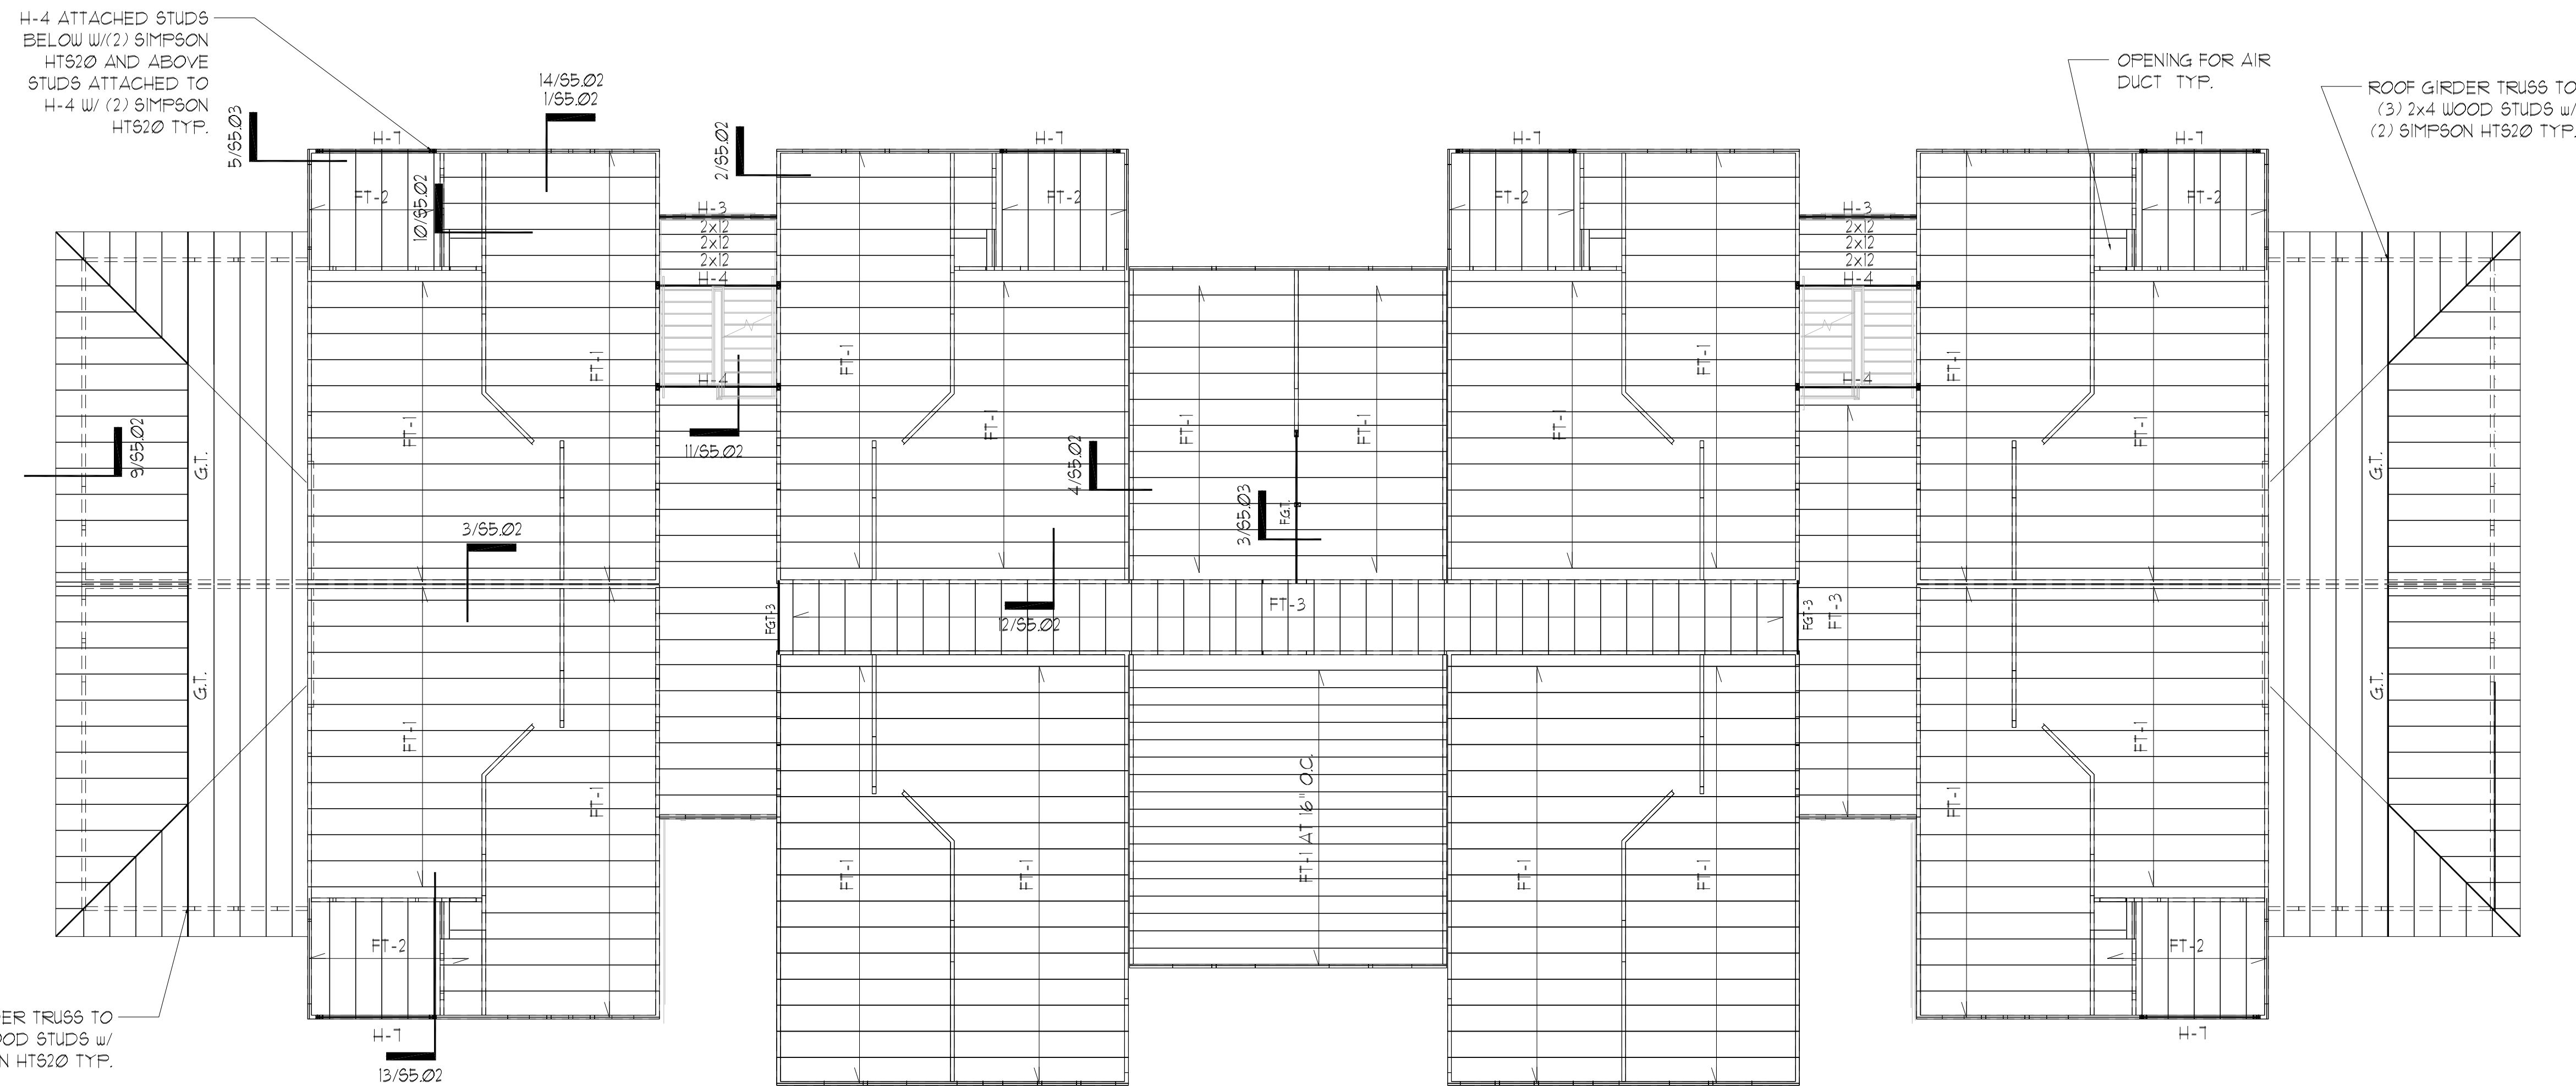 H-4 ATTACHED STUDS
BELOW W/(2) SIMPSON
HTS20 AND ABOVE
STUDS ATTACHED TO
H-4 W/ (2) SIMPSON
HTS20 TYP.
5/S5.03
14/S5.02
1/S5.02
2/S5.02
OPENING FOR AIR
DUCT TYP.
ROOF GIRDER TRUSS TO
(3) 2x4 WOOD STUDS w/
(2) SIMPSON HTS20 TYP.
H-7
H-7
H-7
H-7
FT-2
10/S5.02
FT-2
FT-2
FT-2
H-3
2x12
2x12
2x12
H-4
H-3
2x12
2x12
2x12
H-4
FT-1
FT-1
FT-1
FT-1
H-4
H-4
FT-1
FT-1
FT-1
FT-1
FT-1
FT-1
9/S5.02
G.T.
11/S5.02
4/S5.02
3/S5.03
FGT.
G.T.
3/S5.02
FGT-3
FT-3
12/S5.02
FGT-3
FT-3
G.T.
G.T.
FT-1
FT-1
FT-1
FT-1
FT-1
FT-1
FT-1 AT 16" O.C.
FT-1
FT-1
FT-2
FT-2
TRUSS TO
STUDS w/
HTS20 TYP.
H-7
13/S5.02
H-7